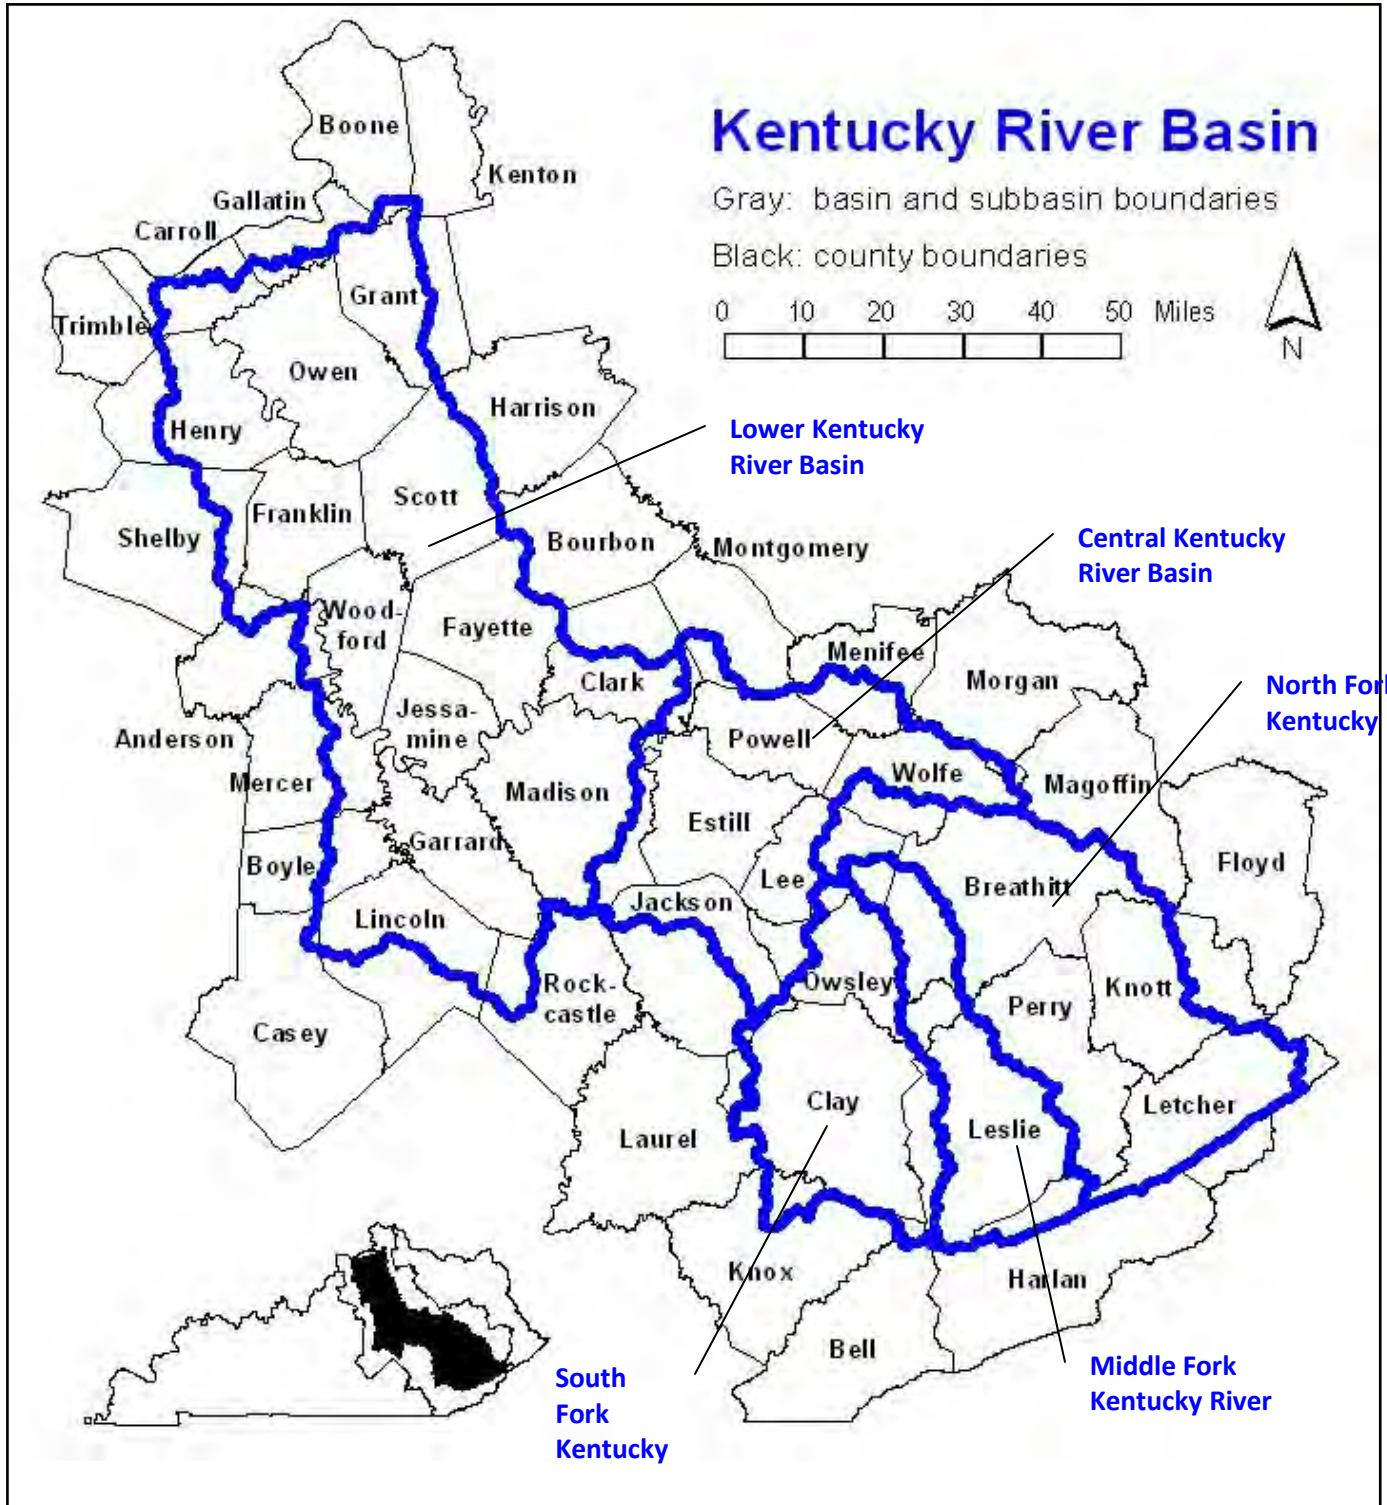 Kentucky River Basin
Gray: basin and subbasin boundaries
Black: county boundaries
0 10 20 30 40 50 Miles
N
Boone
Kenton
Gallatin
Carroll
Grant
Trimble
Owen
Harrison
Henry
Lower Kentucky
River Basin
Scott
Franklin
Shelby
Bourbon
Montgomery
Central Kentucky
River Basin
Wood-
ford
Fayette
Menifee
Clark
Morgan
North Fork
Kentucky
Jessa-
mine
Anderson
Powell
Mercer
Wolfe
Magoffin
Madison
Estill
Garrard
Boyle
Lee
Breathitt
Floyd
Jackson
Lincoln
Owsley
Rock-
castle
Perry
Knott
Casey
Clay
Letcher
Laurel
Leslie
Knox
Harlan
Bell
South
Fork
Kentucky
Middle Fork
Kentucky River